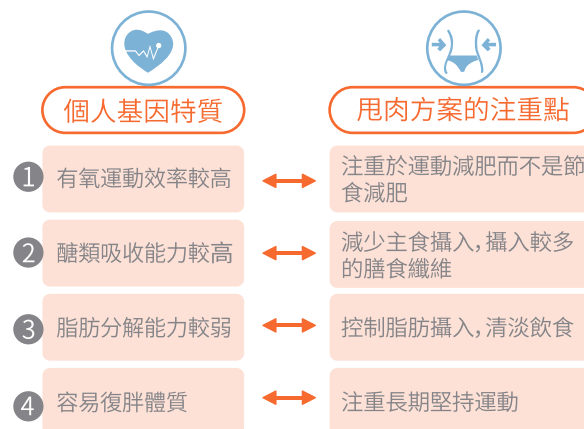 個人基因特質
甩肉方案的注重點
1
有氧運動效率較高
注重於運動減肥而不是節
食減肥
2
醣類吸收能力較高
減少主食攝入,攝入較多
的膳食纖維
3
脂肪分解能力較弱
控制脂肪攝入,清淡飲食
4
容易復胖體質
注重長期堅持運動